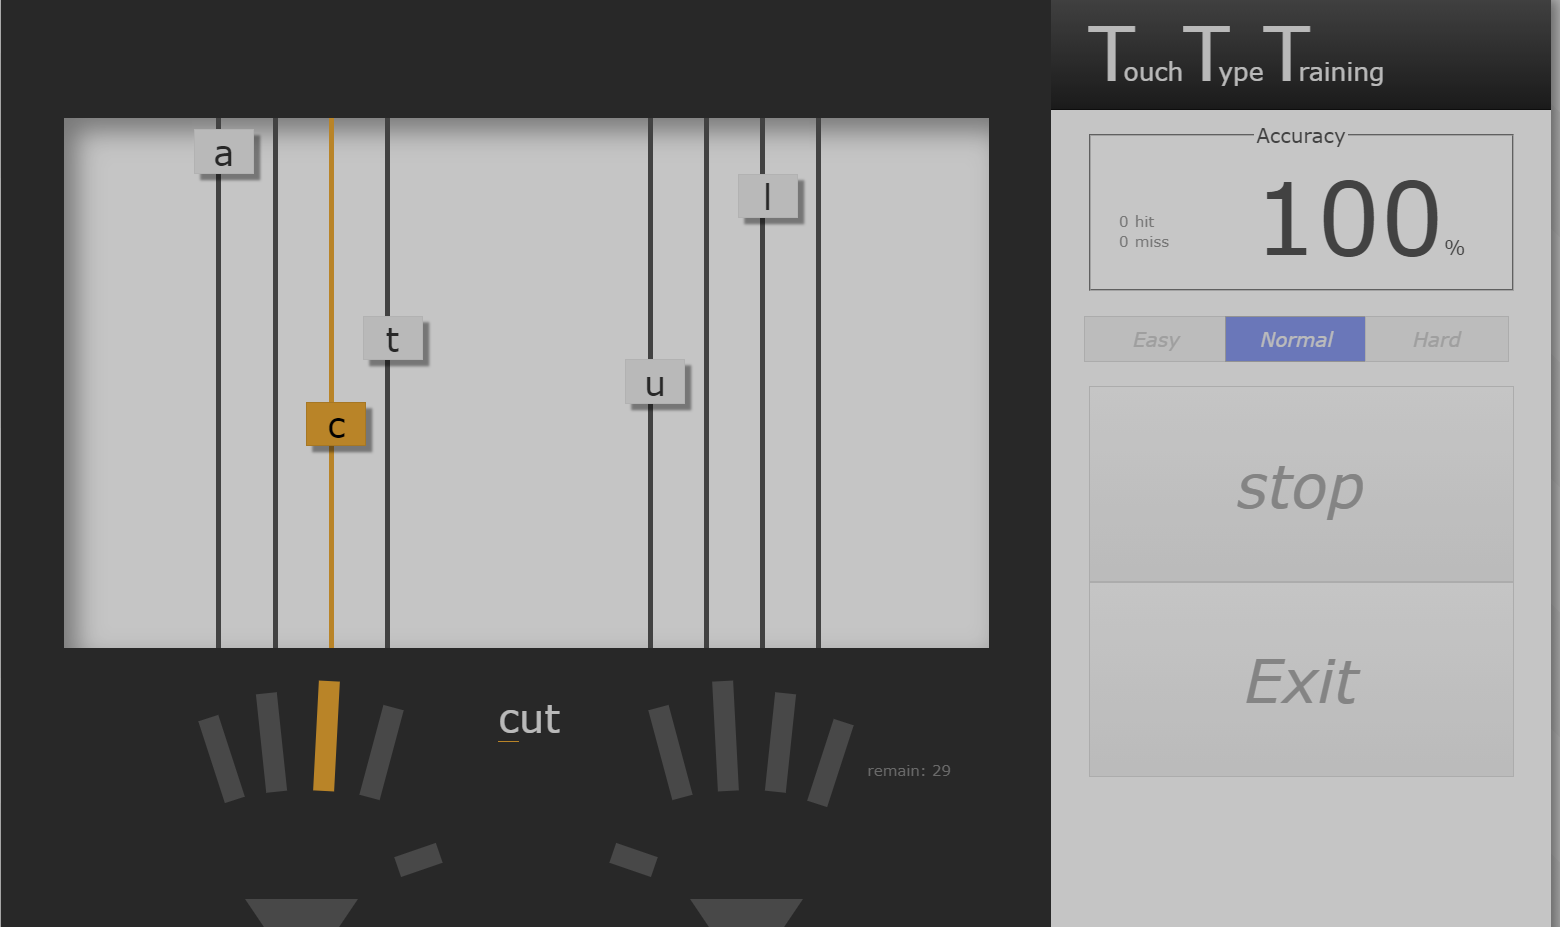 Touch Type Training
a
l
t
u
c
cut
remain: 29
Accuracy
0 hit
0 miss
100%
Easy
Normal
Hard
stop
Exit